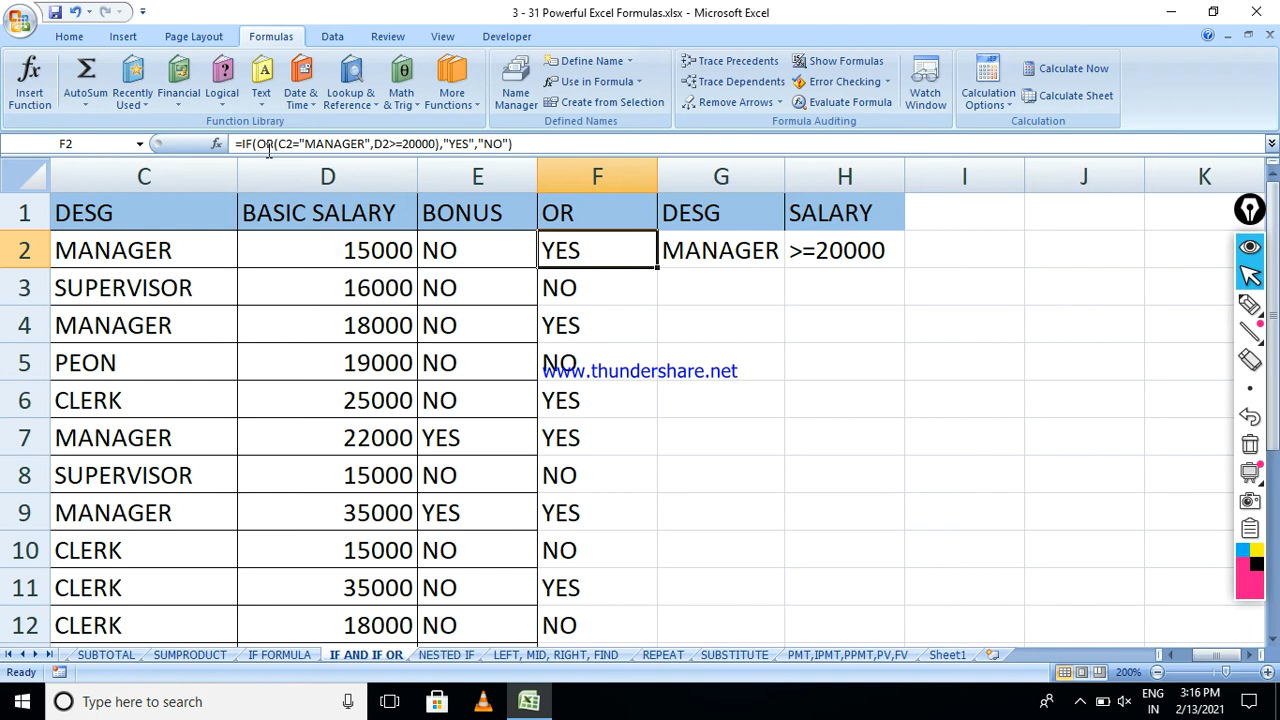 3 - 31 Powerful Excel Formulas.xlsx - Microsoft Excel
Home Insert Page Layout Formulas Data Review View Developer
Insert Function
AutoSum
Recently Used
Financial
Logical
Text
Date & Time
Lookup & Reference
Math & Trig
More Functions
Function Library
Name Manager
Define Name
Use in Formula
Create from Selection
Defined Names
Trace Precedents
Trace Dependents
Remove Arrows
Show Formulas
Error Checking
Evaluate Formula
Formula Auditing
Watch Window
Calculation Options
Calculate Now
Calculate Sheet
Calculation
F2 fx =IF(OR(C2="MANAGER",D2>=20000),"YES","NO")
C D E F G H I J K
1 DESG BASIC SALARY BONUS OR DESG SALARY
2 MANAGER 15000 NO YES MANAGER >=20000
3 SUPERVISOR 16000 NO NO
4 MANAGER 18000 NO YES
5 PEON 19000 NO NO
www.thundershare.net
6 CLERK 25000 NO YES
7 MANAGER 22000 YES YES
8 SUPERVISOR 15000 NO NO
9 MANAGER 35000 YES YES
10 CLERK 15000 NO NO
11 CLERK 35000 NO YES
12 CLERK 18000 NO NO
SUBTOTAL SUMPRODUCT IF FORMULA IF AND IF OR NESTED IF LEFT, MID, RIGHT, FIND REPEAT SUBSTITUTE PMT,IPMT,PPMT,PV,FV Sheet1
Ready 200%
Type here to search
ENG
IN
3:16 PM
2/13/2021